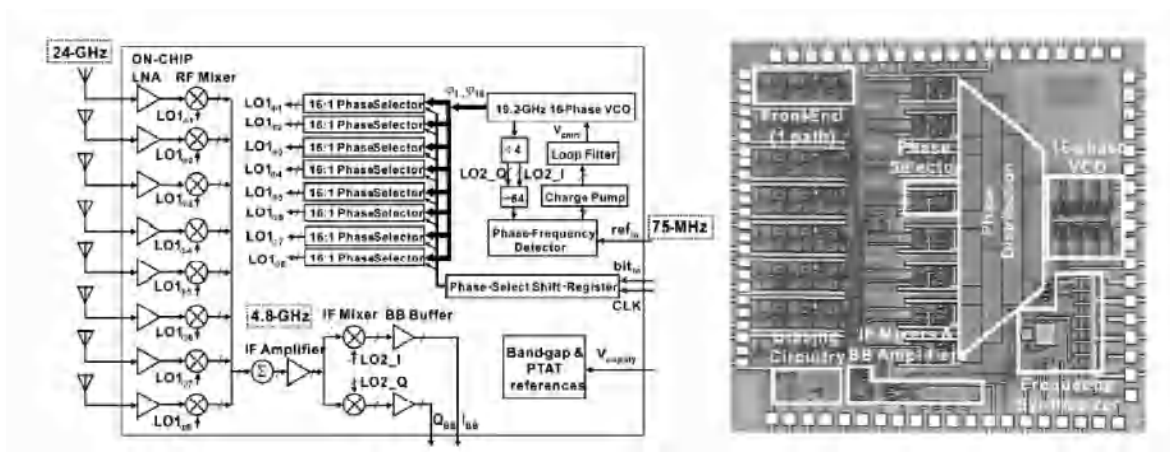 24-GHz
ON-CHIP
LNA RF Mixer
LO1φ1
LO1φ2
LO1φ3
LO1φ4
LO1φ5
LO1φ6
LO1φ7
LO1φ8
LO1φ1
LO1φ2
LO1φ3
LO1φ4
LO1φ5
LO1φ6
LO1φ7
LO1φ8
16:1 PhaseSelector
16:1 PhaseSelector
16:1 PhaseSelector
16:1 PhaseSelector
16:1 PhaseSelector
16:1 PhaseSelector
16:1 PhaseSelector
16:1 PhaseSelector
φ1..φ16
19.2-GHz 16-Phase VCO
÷4
LO2_Q
LO2_I
÷64
Loop Filter
Charge Pump
Phase-Frequency
Detector
refin
75-MHz
bitin
Phase-Select Shift-Register
CLK
4.8-GHz
IF Mixer BB Buffer
IF Amplifier
Σ
LO2_I
LO2_Q
QBB
IBB
Band-gap &
PTAT
references
Vsupply
Front-End
(1 path)
Phase
Selector
16-phase
VCO
Phase
Distribution
Biasing
Circuitry
IF Mixers &
BB Amplifiers
Frequency
Synthesizer